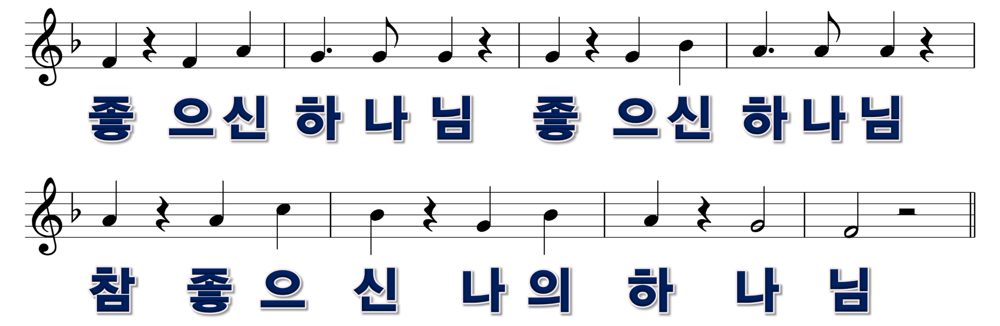 좋 으신 하 나 님 좋 으신 하나님
참 좋 으 신 나 의 하 나 님